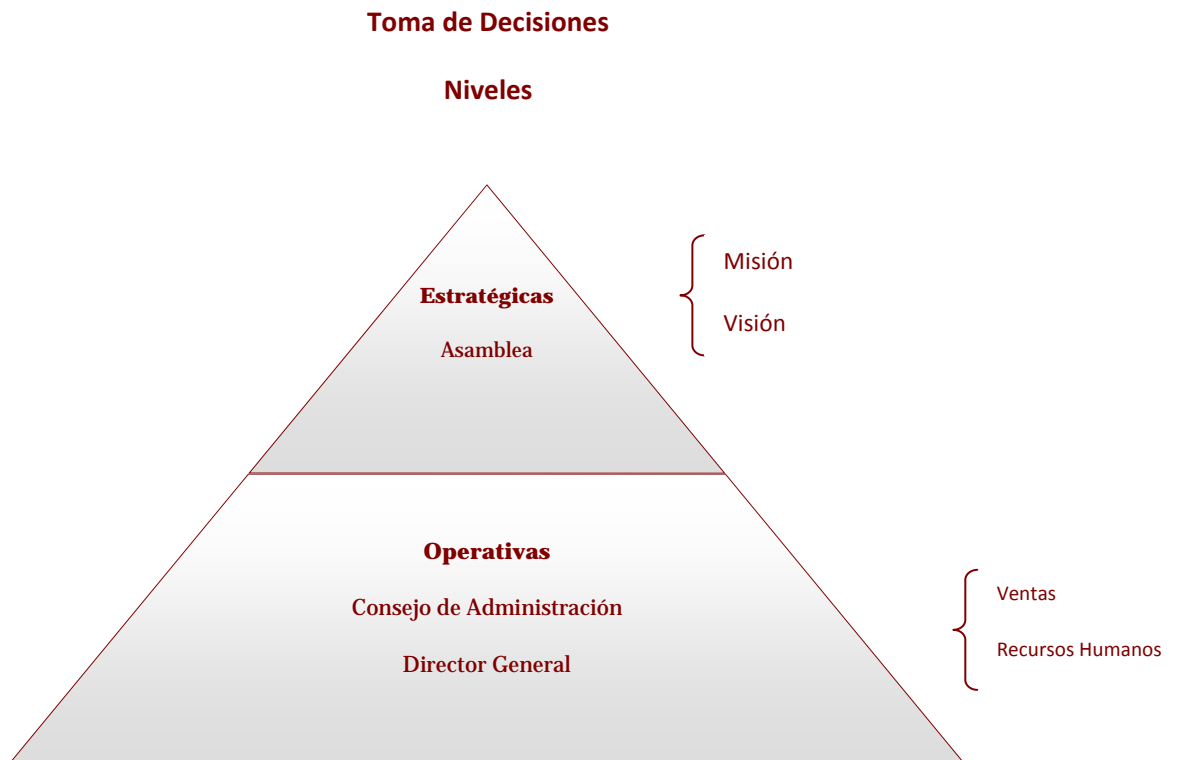 Toma de Decisiones
Niveles
Estratégicas
Asamblea
Misión
Visión
Operativas
Consejo de Administración
Director General
Ventas
Recursos Humanos